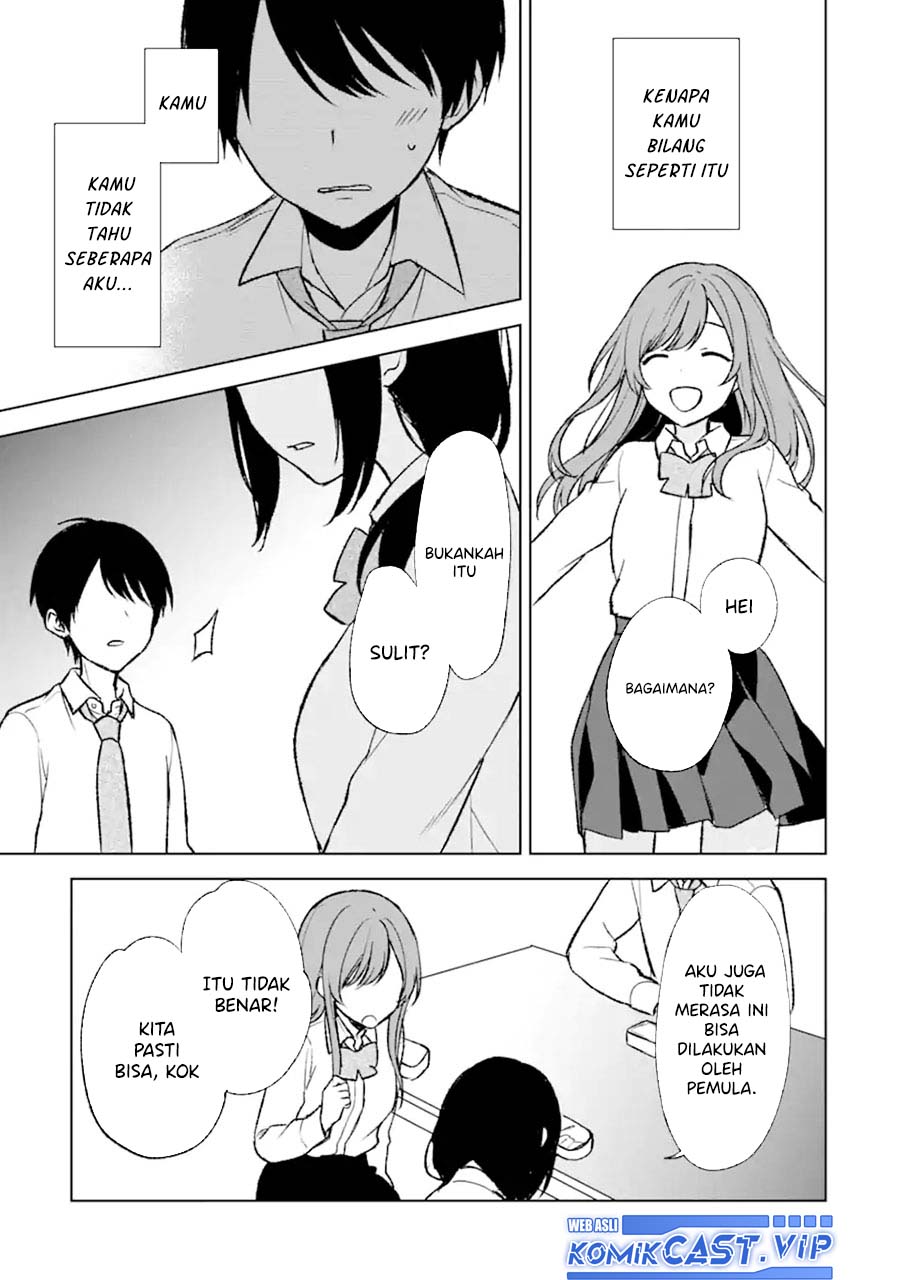 KENAPA
KAMU
BILANG
SEPERTI ITU
KAMU
KAMU
TIDAK
TAHU
SEBERAPA
AKU...
HEI
BAGAIMANA?
BUKANKAH
ITU
SULIT?
AKU JUGA
TIDAK
MERASA INI
BISA
DILAKUKAN
OLEH
PEMULA.
ITU TIDAK
BENAR!
KITA
PASTI
BISA, KOK
WEB ASLI
KOMIKCAST.VIP